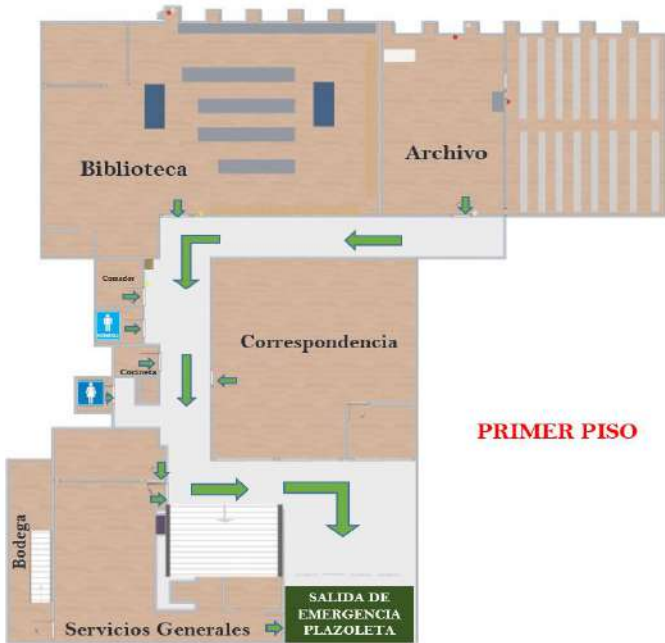 Biblioteca
Archivo
Comedor
Correspondencia
Cocineta
PRIMER PISO
Bodega
SALIDA DE
EMERGENCIA
PLAZOLETA
Servicios Generales